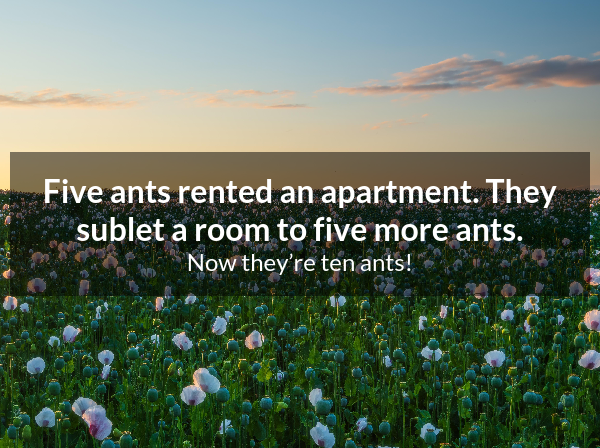 Five ants rented an apartment. They
sublet a room to five more ants.
Now they’re ten ants!